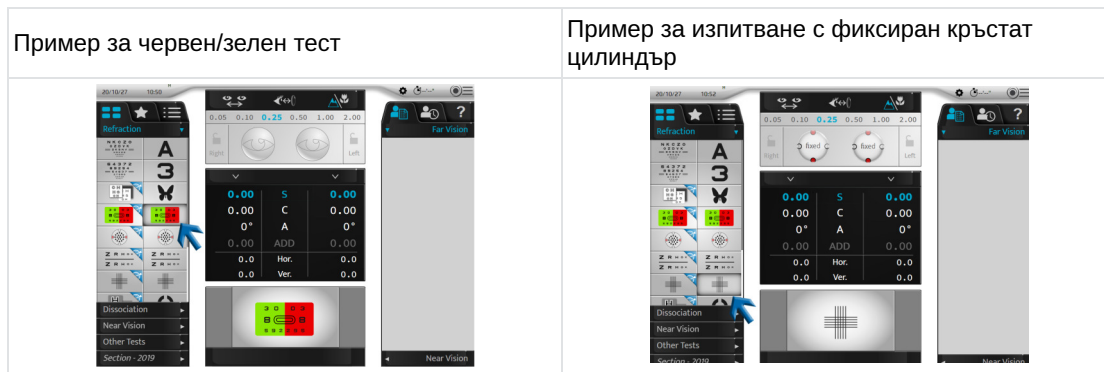 Пример за червен/зелен тест
Пример за изпитване с фиксиран кръстат
цилиндър
20/10/27 10:50
Refraction
A
3
Dissociation
Near Vision
Other Tests
Section - 2019
0.05 0.10 0.25 0.50 1.00 2.00
Right Left
0.00 S 0.00
0.00 C 0.00
0° A 0°
0.00 ADD 0.00
0.0 Hor. 0.0
0.0 Ver. 0.0
?
Far Vision
Near Vision
20/10/27 10:52
Refraction
A
3
Dissociation
Near Vision
Other Tests
Section - 2019
0.05 0.10 0.25 0.50 1.00 2.00
Right fixed fixed Left
0.00 S 0.00
0.00 C 0.00
0° A 0°
0.00 ADD 0.00
0.0 Hor. 0.0
0.0 Ver. 0.0
?
Far Vision
Near Vision